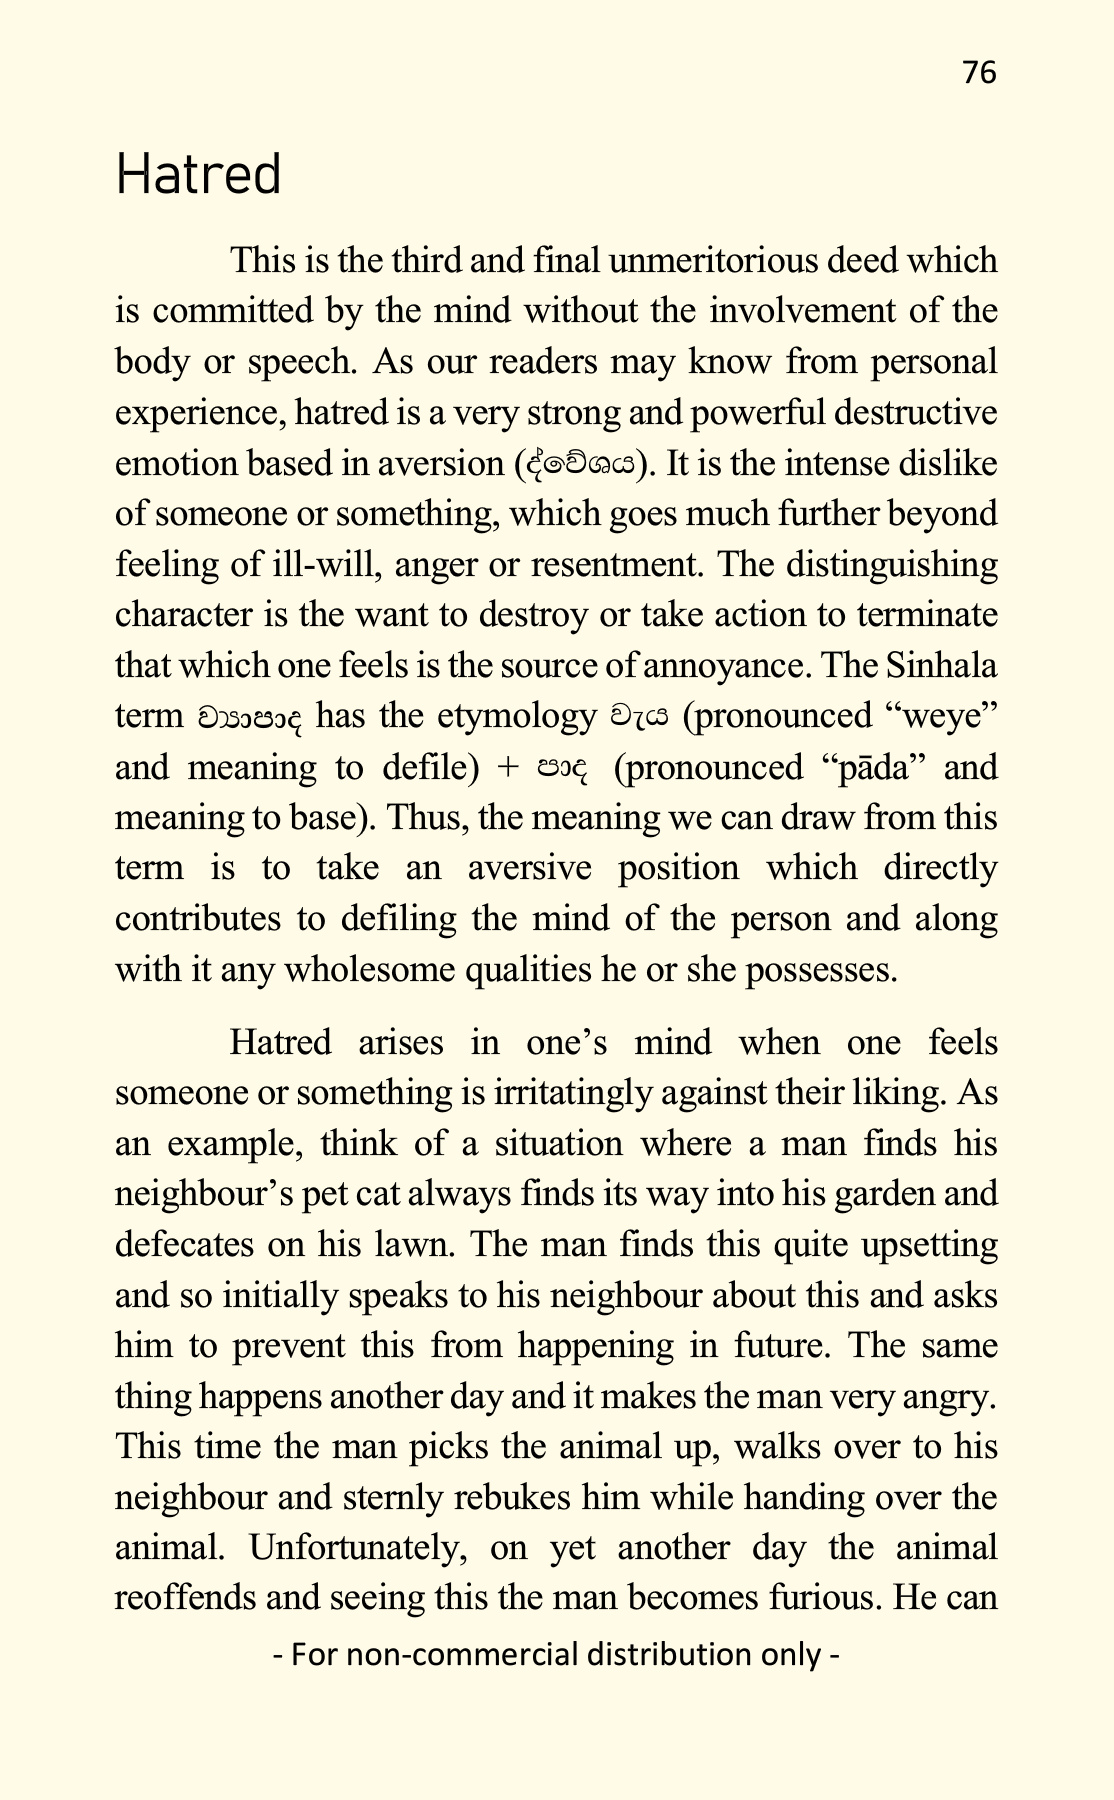 76
Hatred
This is the third and final unmeritorious deed which
is committed by the mind without the involvement of the
body or speech. As our readers may know from personal
experience, hatred is a very strong and powerful destructive
emotion based in aversion (ද්වේශය). It is the intense dislike
of someone or something, which goes much further beyond
feeling of ill-will, anger or resentment. The distinguishing
character is the want to destroy or take action to terminate
that which one feels is the source of annoyance. The Sinhala
term ව්‍යාපාද has the etymology වැය (pronounced “weye”
and meaning to defile) + පාද (pronounced “pāda” and
meaning to base). Thus, the meaning we can draw from this
term is to take an aversive position which directly
contributes to defiling the mind of the person and along
with it any wholesome qualities he or she possesses.
Hatred arises in one’s mind when one feels
someone or something is irritatingly against their liking. As
an example, think of a situation where a man finds his
neighbour’s pet cat always finds its way into his garden and
defecates on his lawn. The man finds this quite upsetting
and so initially speaks to his neighbour about this and asks
him to prevent this from happening in future. The same
thing happens another day and it makes the man very angry.
This time the man picks the animal up, walks over to his
neighbour and sternly rebukes him while handing over the
animal. Unfortunately, on yet another day the animal
reoffends and seeing this the man becomes furious. He can
- For non-commercial distribution only -